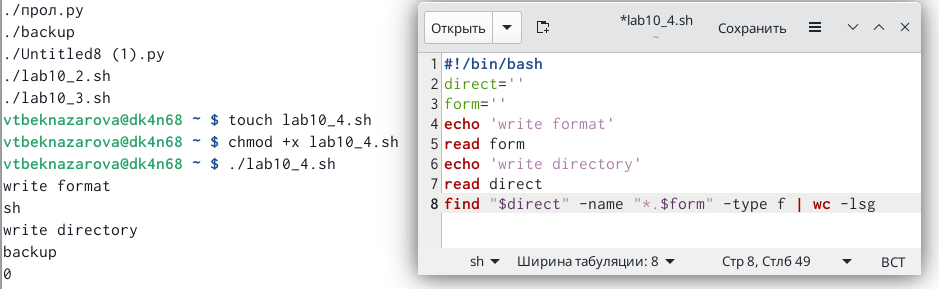 ./прол.py
./backup
./Untitled8 (1).py
./lab10_2.sh
./lab10_3.sh
vtbeknazarova@dk4n68 ~ $ touch lab10_4.sh
vtbeknazarova@dk4n68 ~ $ chmod +x lab10_4.sh
vtbeknazarova@dk4n68 ~ $ ./lab10_4.sh
write format
sh
write directory
backup
0
Открыть
*lab10_4.sh
~
Сохранить
1 #!/bin/bash
2 direct=''
3 form=''
4 echo 'write format'
5 read form
6 echo 'write directory'
7 read direct
8 find "$direct" -name "*.$form" -type f | wc -lsg
sh
Ширина табуляции: 8
Стр 8, Стлб 49
ВСТ